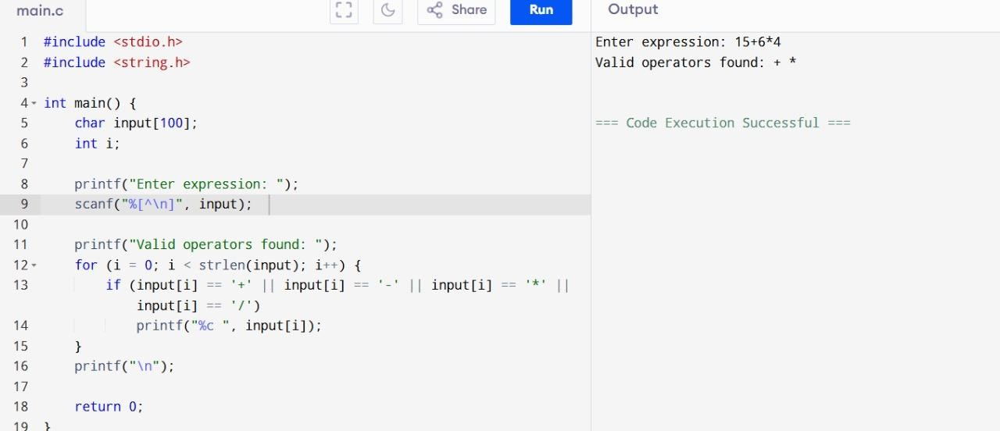 main.c
Share
Run
Output
1 #include <stdio.h>
2 #include <string.h>
3
4 int main() {
5     char input[100];
6     int i;
7
8     printf("Enter expression: ");
9     scanf("%[^\n]", input);
10
11     printf("Valid operators found: ");
12     for (i = 0; i < strlen(input); i++) {
13         if (input[i] == '+' || input[i] == '-' || input[i] == '*' ||
            input[i] == '/')
14             printf("%c ", input[i]);
15     }
16     printf("\n");
17
18     return 0;
19 }
Enter expression: 15+6*4
Valid operators found: + *
=== Code Execution Successful ===